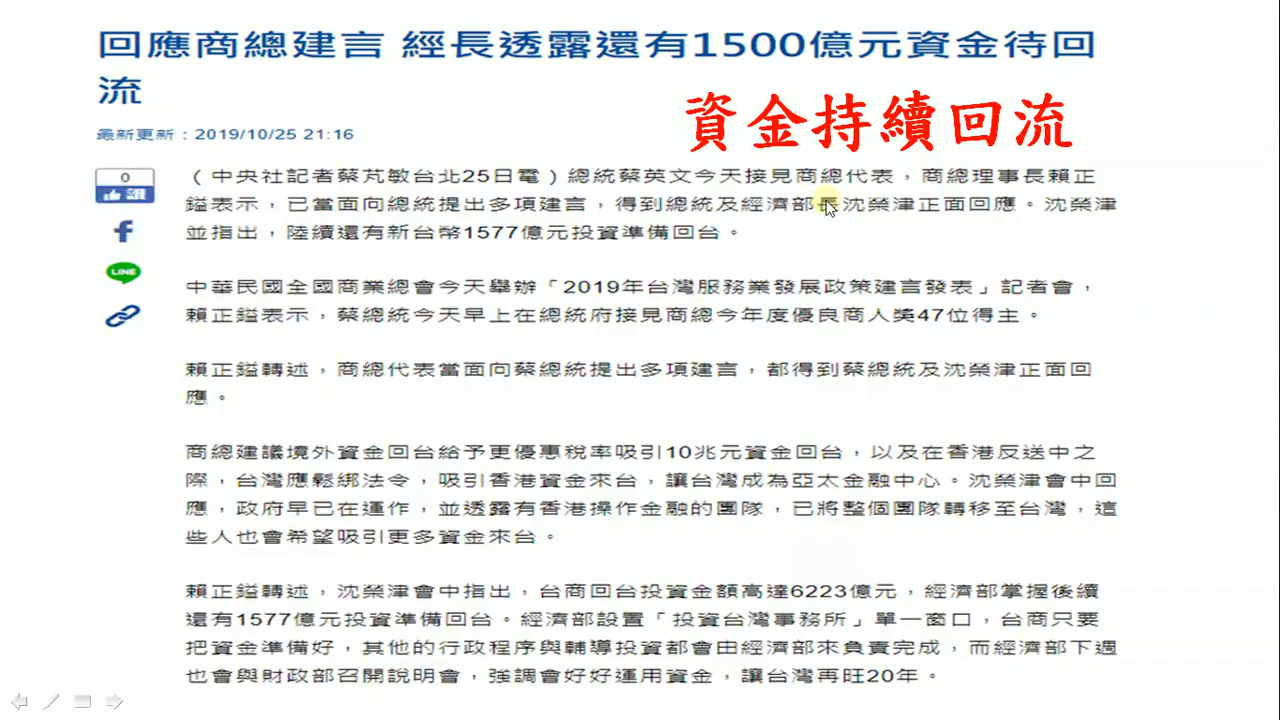 回應商總建言 經長透露還有1500億元資金待回
流
資金持續回流
最新更新：2019/10/25 21:16
0
讚
LINE
（中央社記者蔡芃敏台北25日電）總統蔡英文今天接見商總代表，商總理事長賴正
鎰表示，已當面向總統提出多項建言，得到總統及經濟部長沈榮津正面回應。沈榮津
並指出，陸續還有新台幣1577億元投資準備回台。
中華民國全國商業總會今天舉辦「2019年台灣服務業發展政策建言發表」記者會，
賴正鎰表示，蔡總統今天早上在總統府接見商總今年度優良商人獎47位得主。
賴正鎰轉述，商總代表當面向蔡總統提出多項建言，都得到蔡總統及沈榮津正面回
應。
商總建議境外資金回台給予更優惠稅率吸引10兆元資金回台，以及在香港反送中之
際，台灣應鬆綁法令，吸引香港資金來台，讓台灣成為亞太金融中心。沈榮津會中回
應，政府早已在運作，並透露有香港操作金融的團隊，已將整個團隊轉移至台灣，這
些人也會希望吸引更多資金來台。
賴正鎰轉述，沈榮津會中指出，台商回台投資金額高達6223億元，經濟部掌握後續
還有1577億元投資準備回台。經濟部設置「投資台灣事務所」單一窗口，台商只要
把資金準備好，其他的行政程序與輔導投資都會由經濟部來負責完成，而經濟部下週
也會與財政部召開說明會，強調會好好運用資金，讓台灣再旺20年。